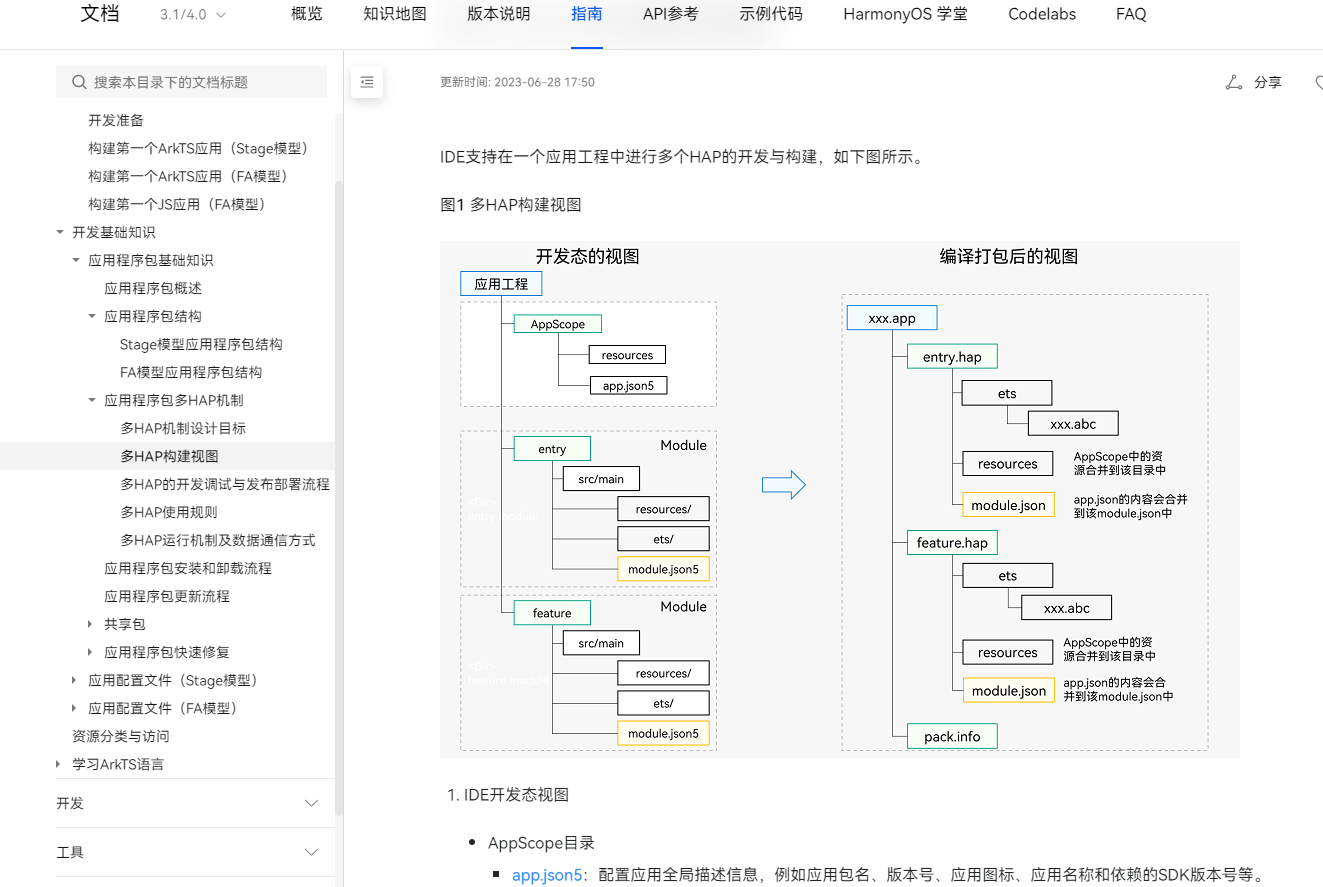 文档
3.1/4.0
概览
知识地图
版本说明
指南
API参考
示例代码
HarmonyOS 学堂
Codelabs
FAQ
搜索本目录下的文档标题
开发准备
构建第一个ArkTS应用（Stage模型）
构建第一个ArkTS应用（FA模型）
构建第一个JS应用（FA模型）
开发基础知识
应用程序包基础知识
应用程序包概述
应用程序包结构
Stage模型应用程序包结构
FA模型应用程序包结构
应用程序包多HAP机制
多HAP机制设计目标
多HAP构建视图
多HAP的开发调试与发布部署流程
多HAP使用规则
多HAP运行机制及数据通信方式
应用程序包安装和卸载流程
应用程序包更新流程
共享包
应用程序包快速修复
应用配置文件（Stage模型）
应用配置文件（FA模型）
资源分类与访问
学习ArkTS语言
开发
工具
更新时间: 2023-06-28 17:50
分享
IDE支持在一个应用工程中进行多个HAP的开发与构建，如下图所示。
图1 多HAP构建视图
开发态的视图
应用工程
AppScope
resources
app.json5
Module
entry
src/main
<Dir>
entry module
resources/
ets/
module.json5
Module
feature
src/main
<Dir>
feature module
resources/
ets/
module.json5
编译打包后的视图
xxx.app
entry.hap
ets
xxx.abc
resources
AppScope中的资
源合并到该目录中
module.json
app.json的内容会合并
到该module.json中
feature.hap
ets
xxx.abc
resources
AppScope中的资
源合并到该目录中
module.json
app.json的内容会合
并到该module.json中
pack.info
1. IDE开发态视图
AppScope目录
app.json5：配置应用全局描述信息，例如应用包名、版本号、应用图标、应用名称和依赖的SDK版本号等。